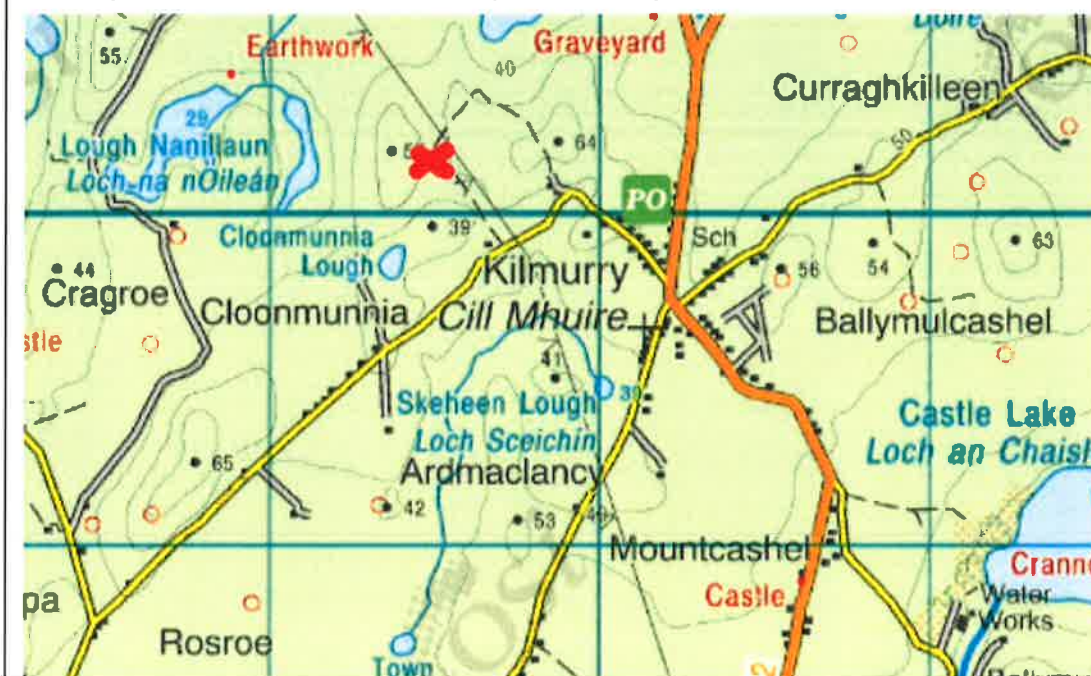 55
Earthwork
Graveyard
40
Curraghkilleen
29
Lough Nanillaun
Loch na nOileán
64
50
PO
Cloonmunnia
Lough
39
Sch
63
44
Cragroe
Cloonmunnia
Kilmurry
Cill Mhuire
56
54
Ballymulcashel
41
39
Skeheen Lough
Loch Sceichín
Ardmaclancy
Castle Lake
Loch an Chaisl
65
42
53
40
Mountcashel
Castle
Crann
Water
Works
pa
Rosroe
Town
2